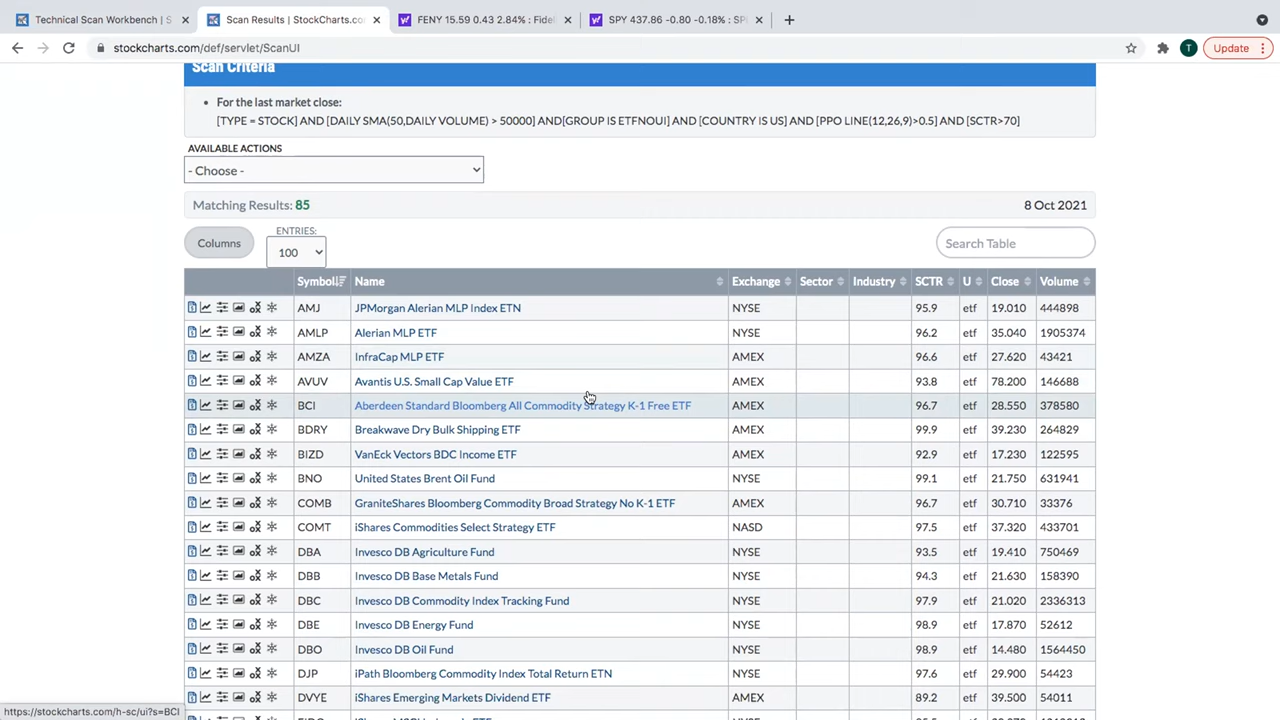 Technical Scan Workbench | S
Scan Results | StockCharts.co
FENY 15.59 0.43 2.84% : Fidel
SPY 437.86 -0.80 -0.18% : SP
stockcharts.com/def/servlet/ScanUI
T
Update
Scan Criteria
For the last market close:
[TYPE = STOCK] AND [DAILY SMA(50,DAILY VOLUME) > 50000] AND[GROUP IS ETFNOUI] AND [COUNTRY IS US] AND [PPO LINE(12,26,9)>0.5] AND [SCTR>70]
AVAILABLE ACTIONS
- Choose -
Matching Results: 85
8 Oct 2021
Columns
ENTRIES:
100
Search Table
Symbol Name Exchange Sector Industry SCTR U Close Volume
AMJ JPMorgan Alerian MLP Index ETN NYSE 95.9 etf 19.010 444898
AMLP Alerian MLP ETF NYSE 96.2 etf 35.040 1905374
AMZA InfraCap MLP ETF AMEX 96.6 etf 27.620 43421
AVUV Avantis U.S. Small Cap Value ETF AMEX 93.8 etf 78.200 146688
BCI Aberdeen Standard Bloomberg All Commodity Strategy K-1 Free ETF AMEX 96.7 etf 28.550 378580
BDRY Breakwave Dry Bulk Shipping ETF AMEX 99.9 etf 39.230 264829
BIZD VanEck Vectors BDC Income ETF AMEX 92.9 etf 17.230 122595
BNO United States Brent Oil Fund NYSE 99.1 etf 21.750 631941
COMB GraniteShares Bloomberg Commodity Broad Strategy No K-1 ETF AMEX 96.7 etf 30.710 33376
COMT iShares Commodities Select Strategy ETF NASD 97.5 etf 37.320 433701
DBA Invesco DB Agriculture Fund NYSE 93.5 etf 19.410 750469
DBB Invesco DB Base Metals Fund NYSE 94.3 etf 21.630 158390
DBC Invesco DB Commodity Index Tracking Fund NYSE 97.9 etf 21.020 2336313
DBE Invesco DB Energy Fund NYSE 98.9 etf 17.870 52612
DBO Invesco DB Oil Fund NYSE 98.9 etf 14.480 1564450
DJP iPath Bloomberg Commodity Index Total Return ETN NYSE 97.6 etf 29.900 54423
DVYE iShares Emerging Markets Dividend ETF AMEX 89.2 etf 39.500 54011
https://stockcharts.com/h-sc/ui?s=BCI